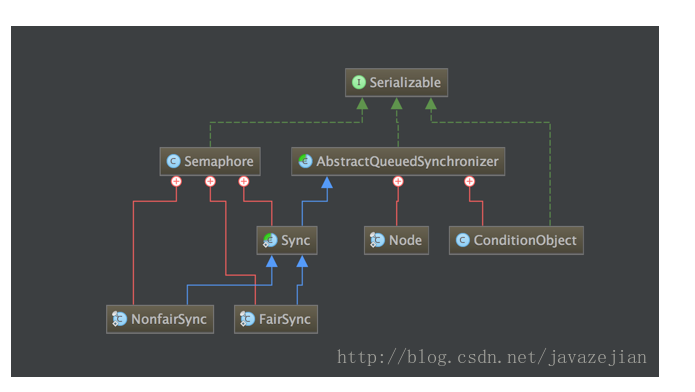 Serializable
Semaphore
AbstractQueuedSynchronizer
Sync
Node
ConditionObject
NonfairSync
FairSync
http://blog.csdn.net/javazejian